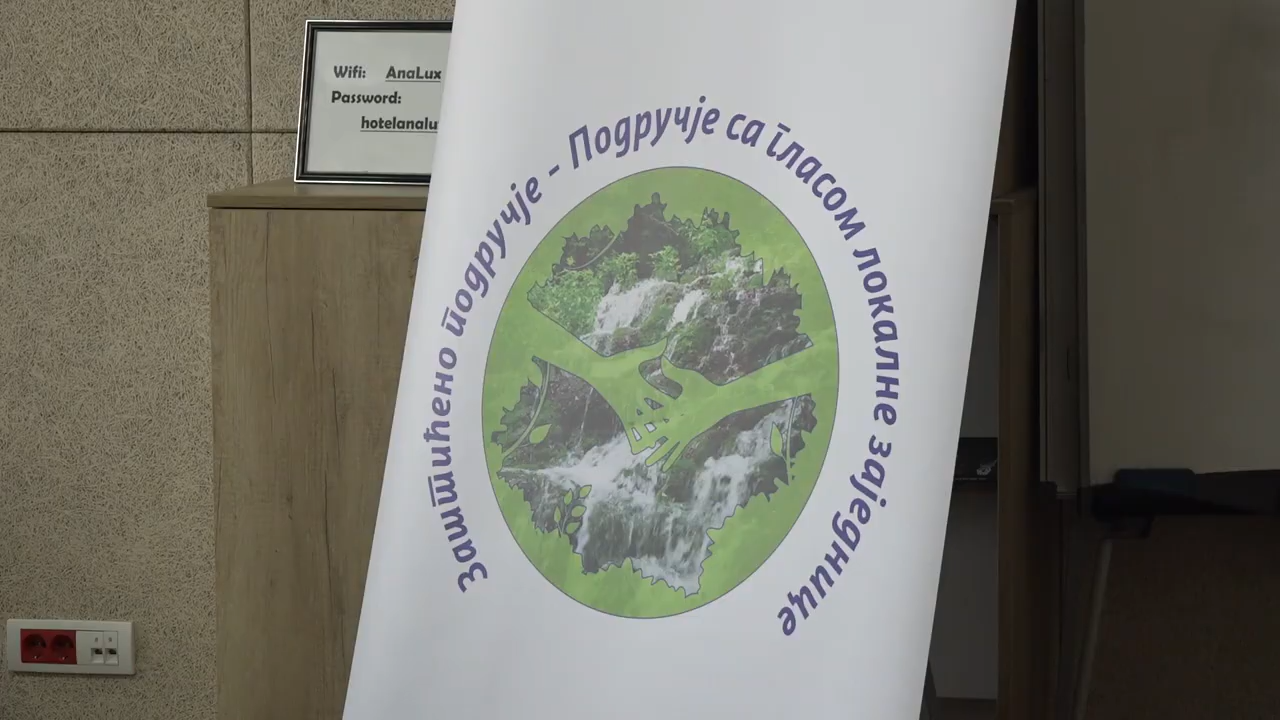 Wifi: AnaLux
Password:
hotelanalu
Заштићено подручје - Подручје са гласом локалне заједнице